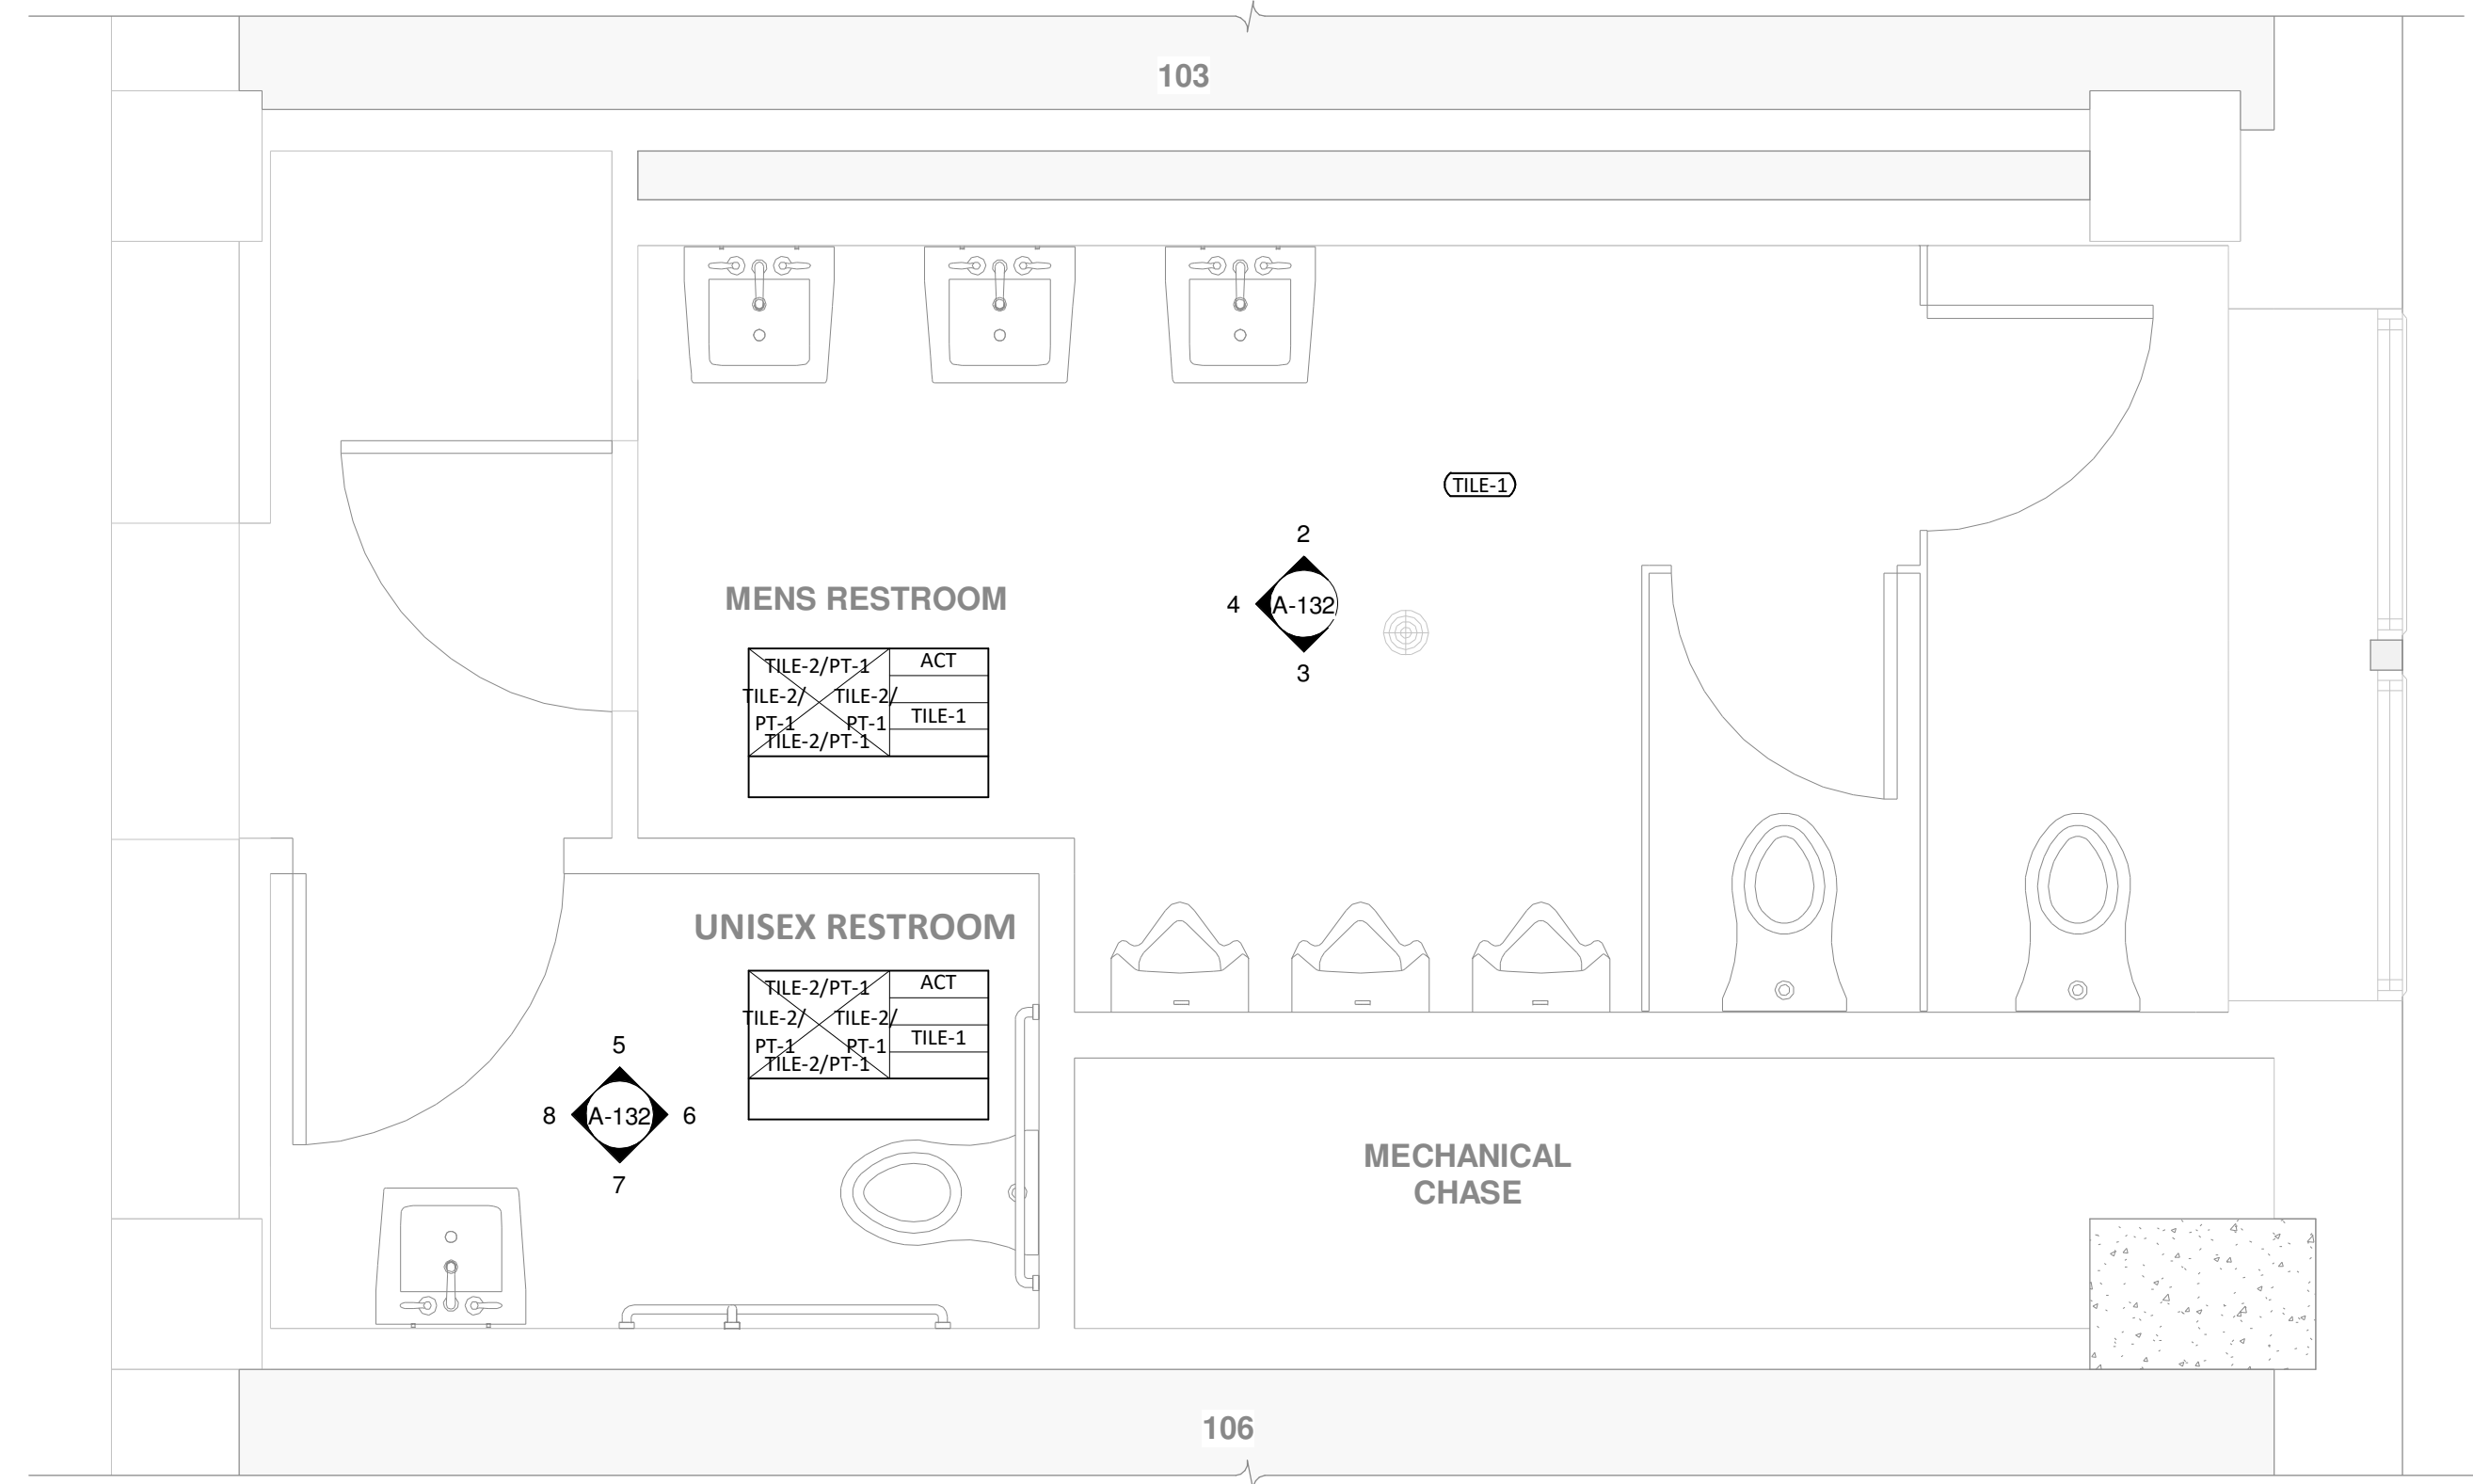 103
TILE-1
2
4
A-132
3
MENS RESTROOM
TILE-2/PT-1
ACT
TILE-2/
TILE-2/
PT-1
PT-1
TILE-1
TILE-2/PT-1
UNISEX RESTROOM
TILE-2/PT-1
ACT
TILE-2/
TILE-2/
PT-1
PT-1
TILE-1
TILE-2/PT-1
5
8
A-132
6
7
MECHANICAL
CHASE
106